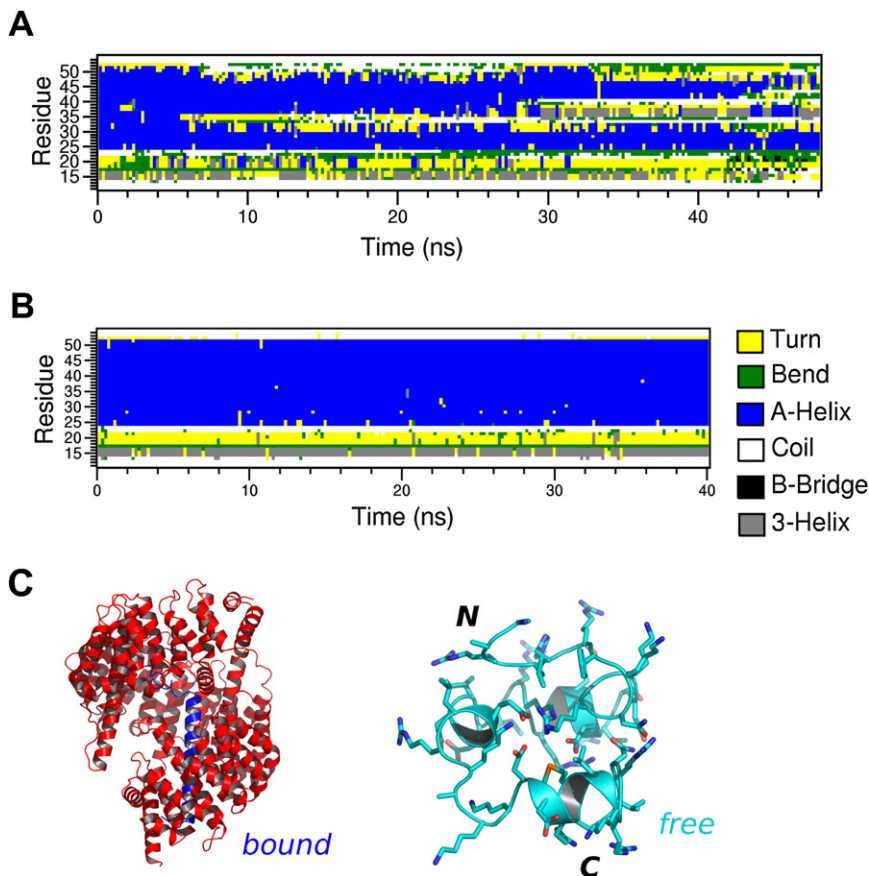 A
Residue
50
45
40
35
30
25
20
15
0 10 20 30 40
Time (ns)
B
Residue
50
45
40
35
30
25
20
15
0 10 20 30 40
Time (ns)
Turn
Bend
A-Helix
Coil
B-Bridge
3-Helix
C
N
bound
free
C